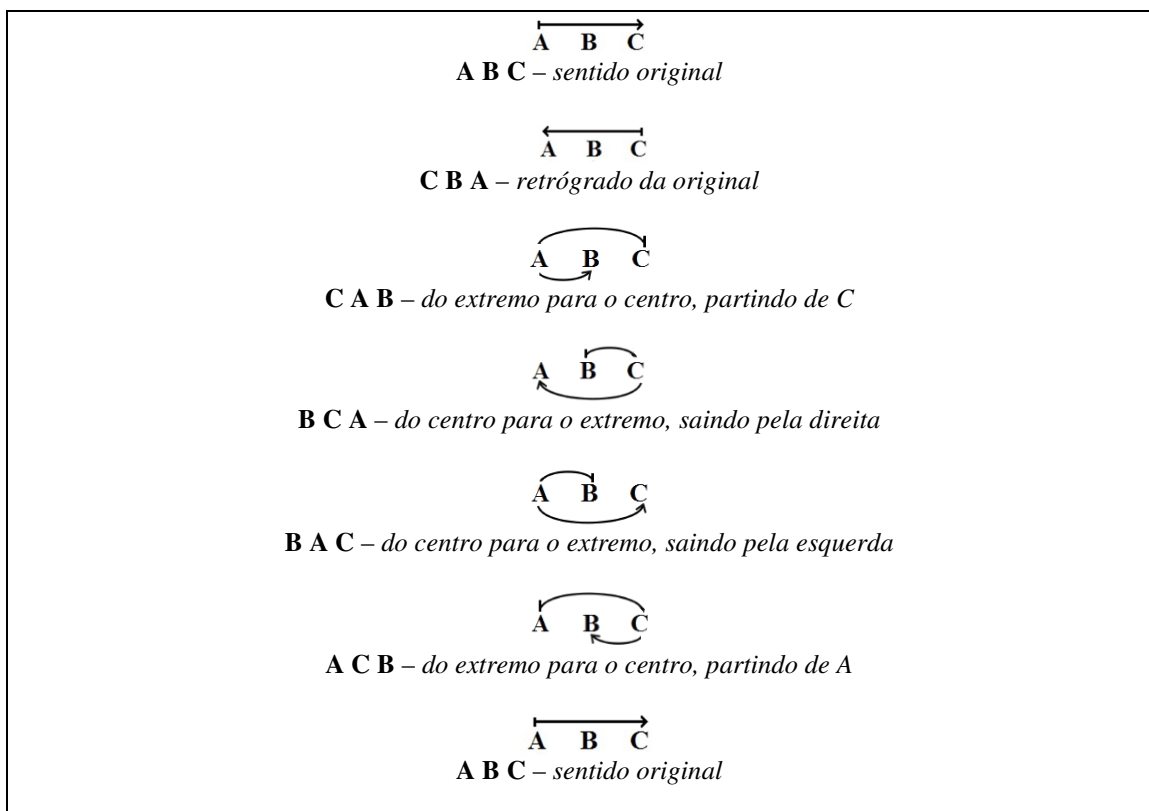 A B C
A B C – sentido original
A B C
C B A – retrógrado da original
A B C
C A B – do extremo para o centro, partindo de C
A B C
B C A – do centro para o extremo, saindo pela direita
A B C
B A C – do centro para o extremo, saindo pela esquerda
A B C
A C B – do extremo para o centro, partindo de A
A B C
A B C – sentido original